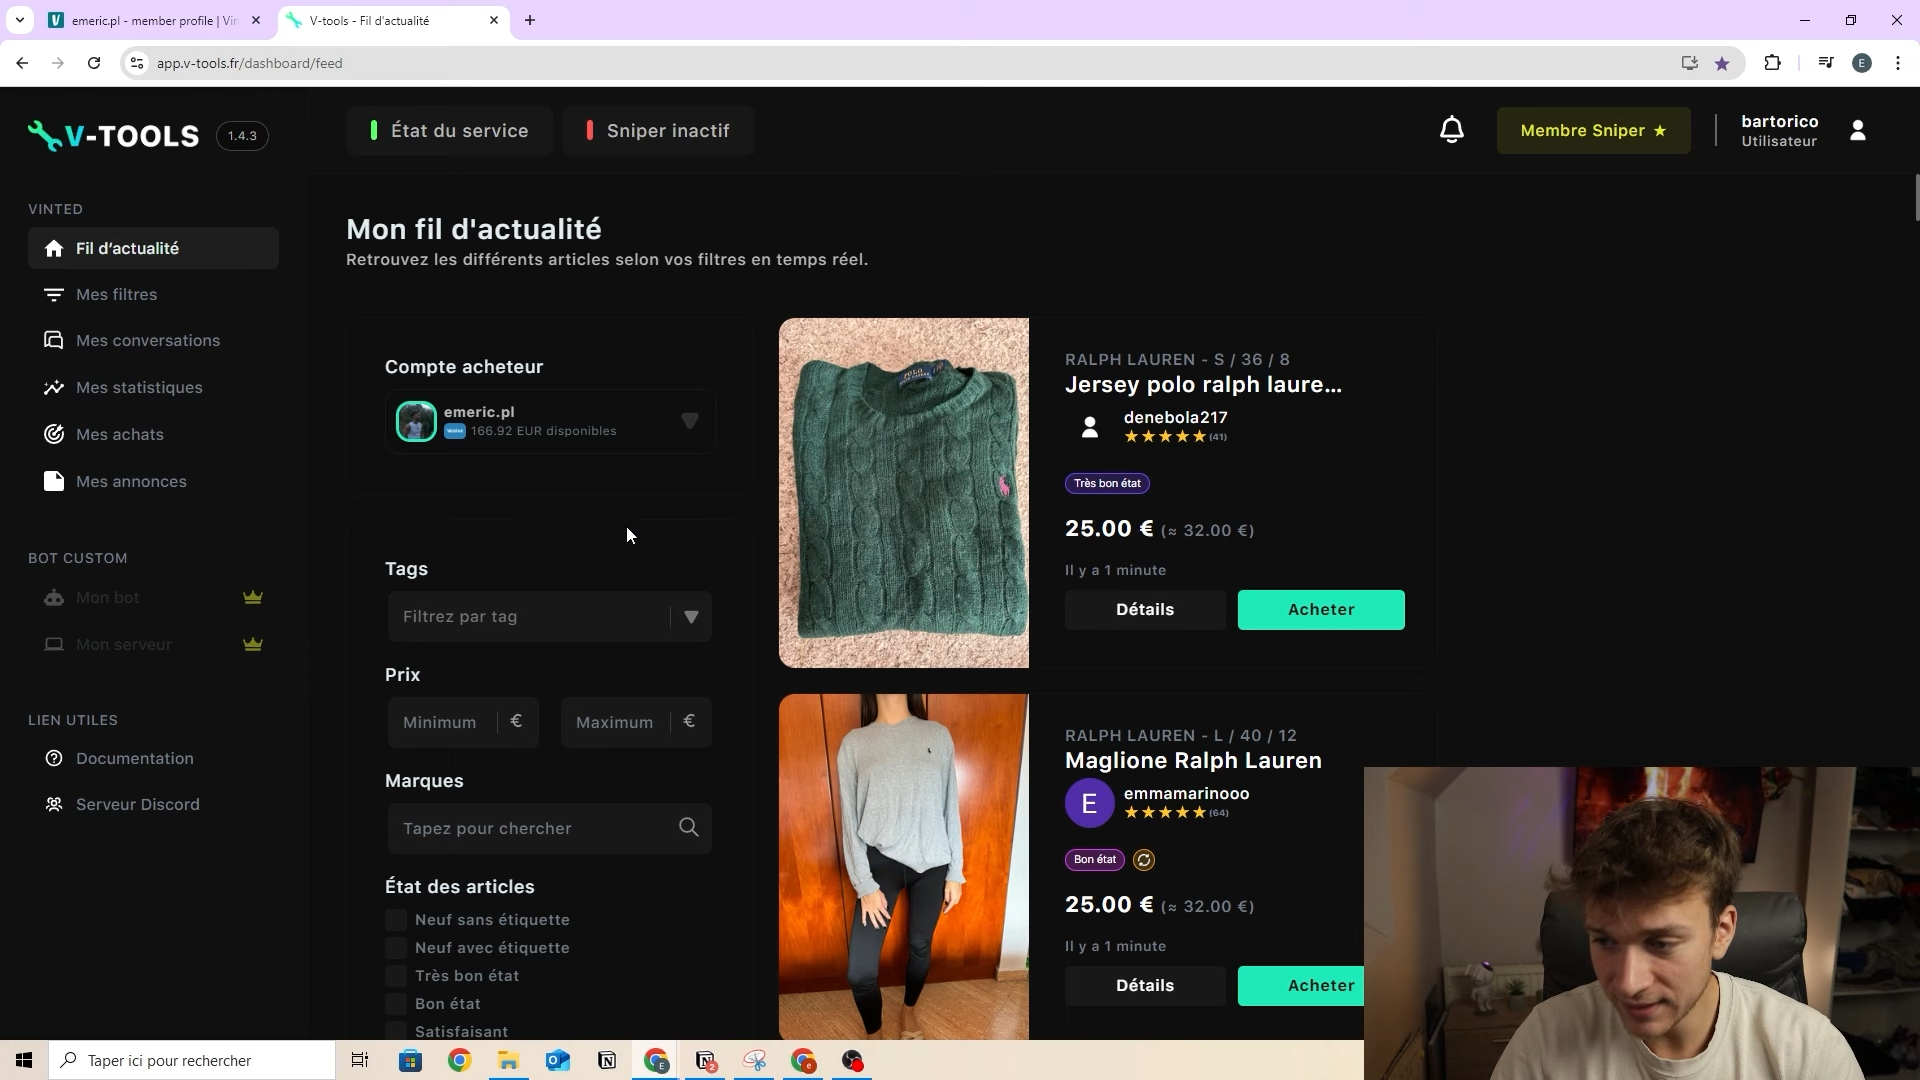 emeric.pl - member profile | Vin
V-tools - Fil d'actualité
app.v-tools.fr/dashboard/feed
E
V-TOOLS
1.4.3
État du service
Sniper inactif
Membre Sniper ★
bartorico
Utilisateur
VINTED
Fil d'actualité
Mes filtres
Mes conversations
Mes statistiques
Mes achats
Mes annonces
BOT CUSTOM
Mon bot
Mon serveur
LIEN UTILES
Documentation
Serveur Discord
Mon fil d'actualité
Retrouvez les différents articles selon vos filtres en temps réel.
Compte acheteur
emeric.pl
166.92 EUR disponibles
Tags
Filtrez par tag
Prix
Minimum €
Maximum €
Marques
Tapez pour chercher
État des articles
Neuf sans étiquette
Neuf avec étiquette
Très bon état
Bon état
Satisfaisant
POLO
RALPH LAUREN - S / 36 / 8
Jersey polo ralph laure...
denebola217
★★★★★ (41)
Très bon état
25.00 € (≈ 32.00 €)
Il y a 1 minute
Détails
Acheter
RALPH LAUREN - L / 40 / 12
Maglione Ralph Lauren
E
emmamarinooo
★★★★★ (64)
Bon état
25.00 € (≈ 32.00 €)
Il y a 1 minute
Détails
Acheter
Taper ici pour rechercher